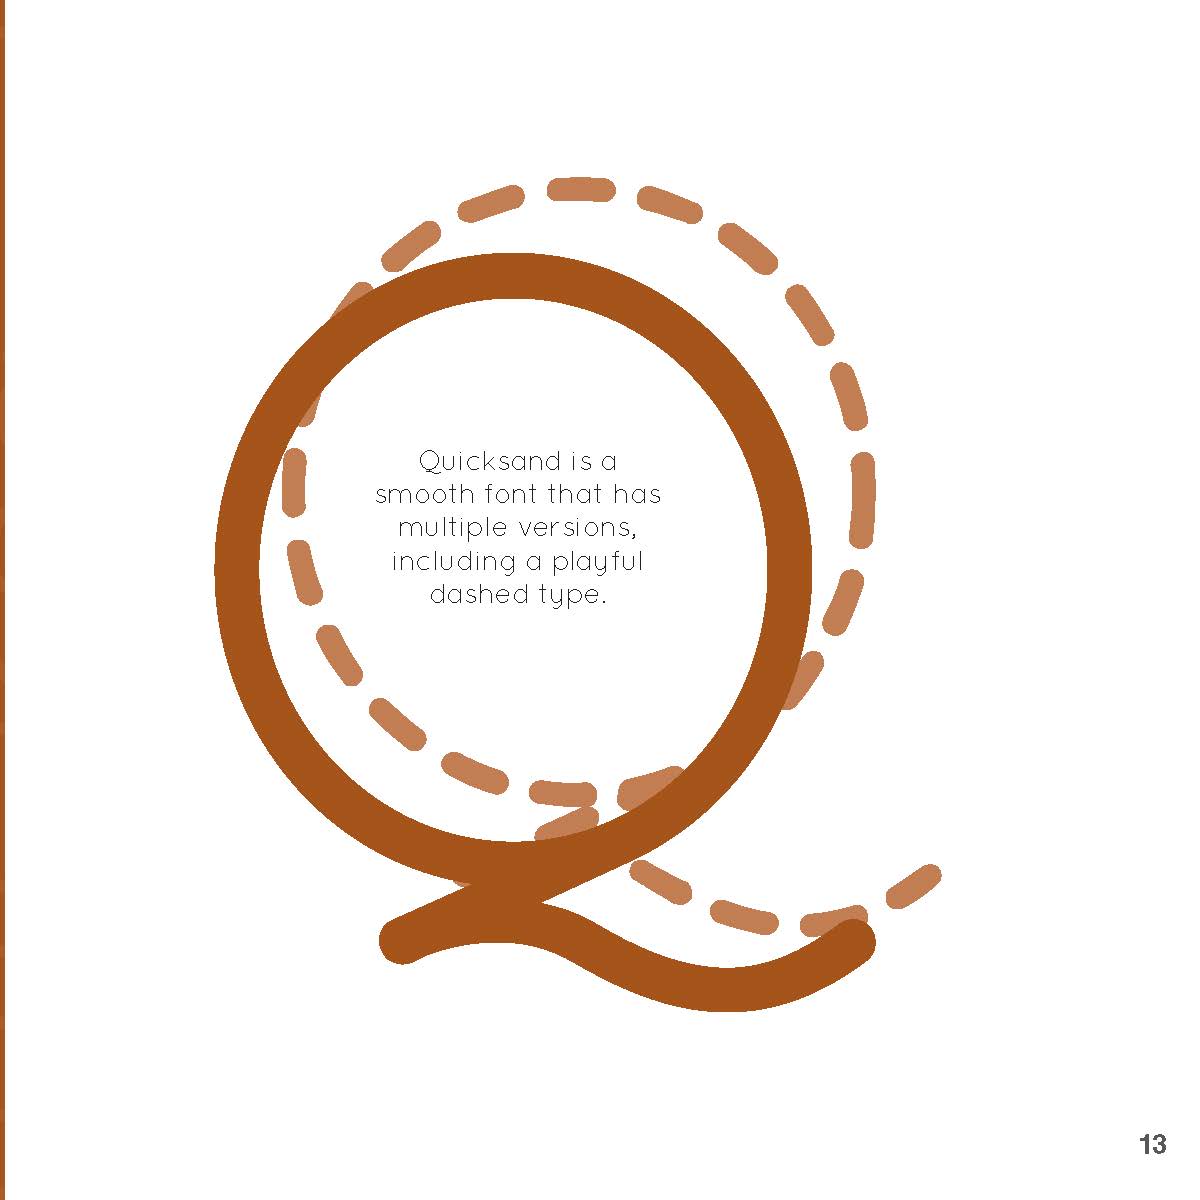 Q
Quicksand is a
smooth font that has
multiple versions,
including a playful
dashed type.
13